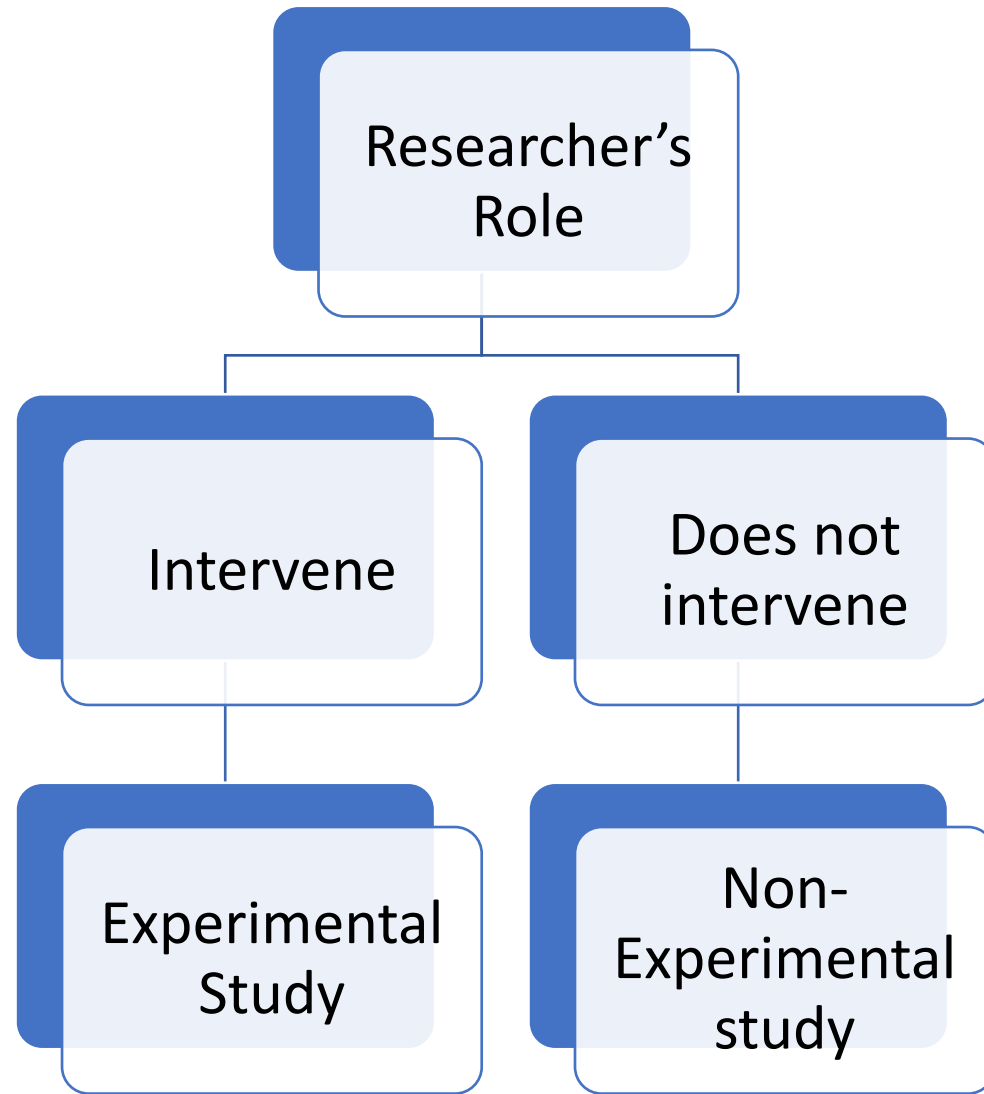 Researcher’s
Role
Intervene
Does not
intervene
Experimental
Study
Non-
Experimental
study